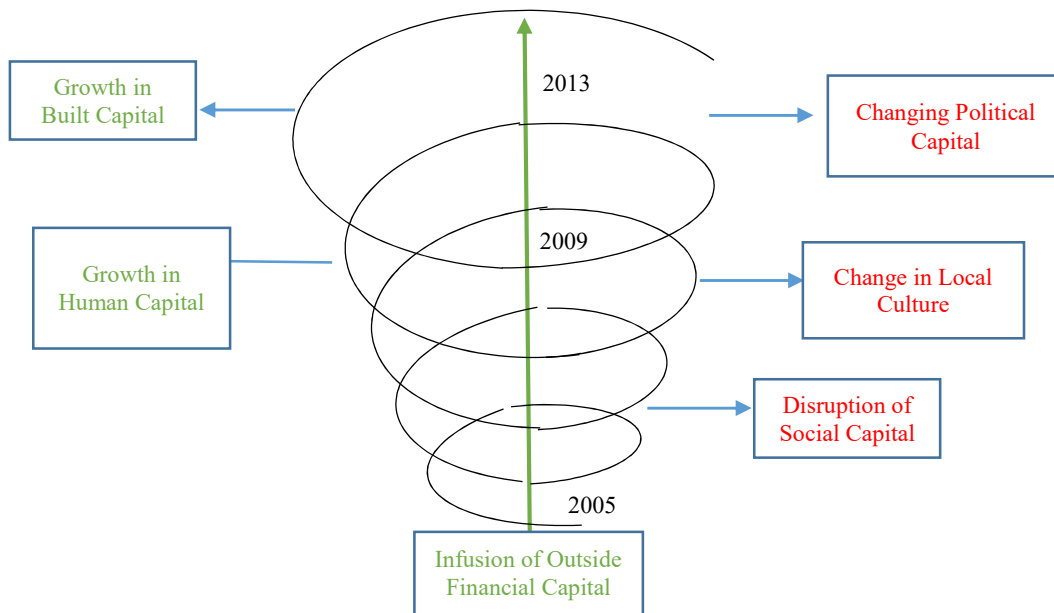 2013
Growth in
Built Capital
Changing Political
Capital
2009
Growth in
Human Capital
Change in Local
Culture
Disruption of
Social Capital
2005
Infusion of Outside
Financial Capital